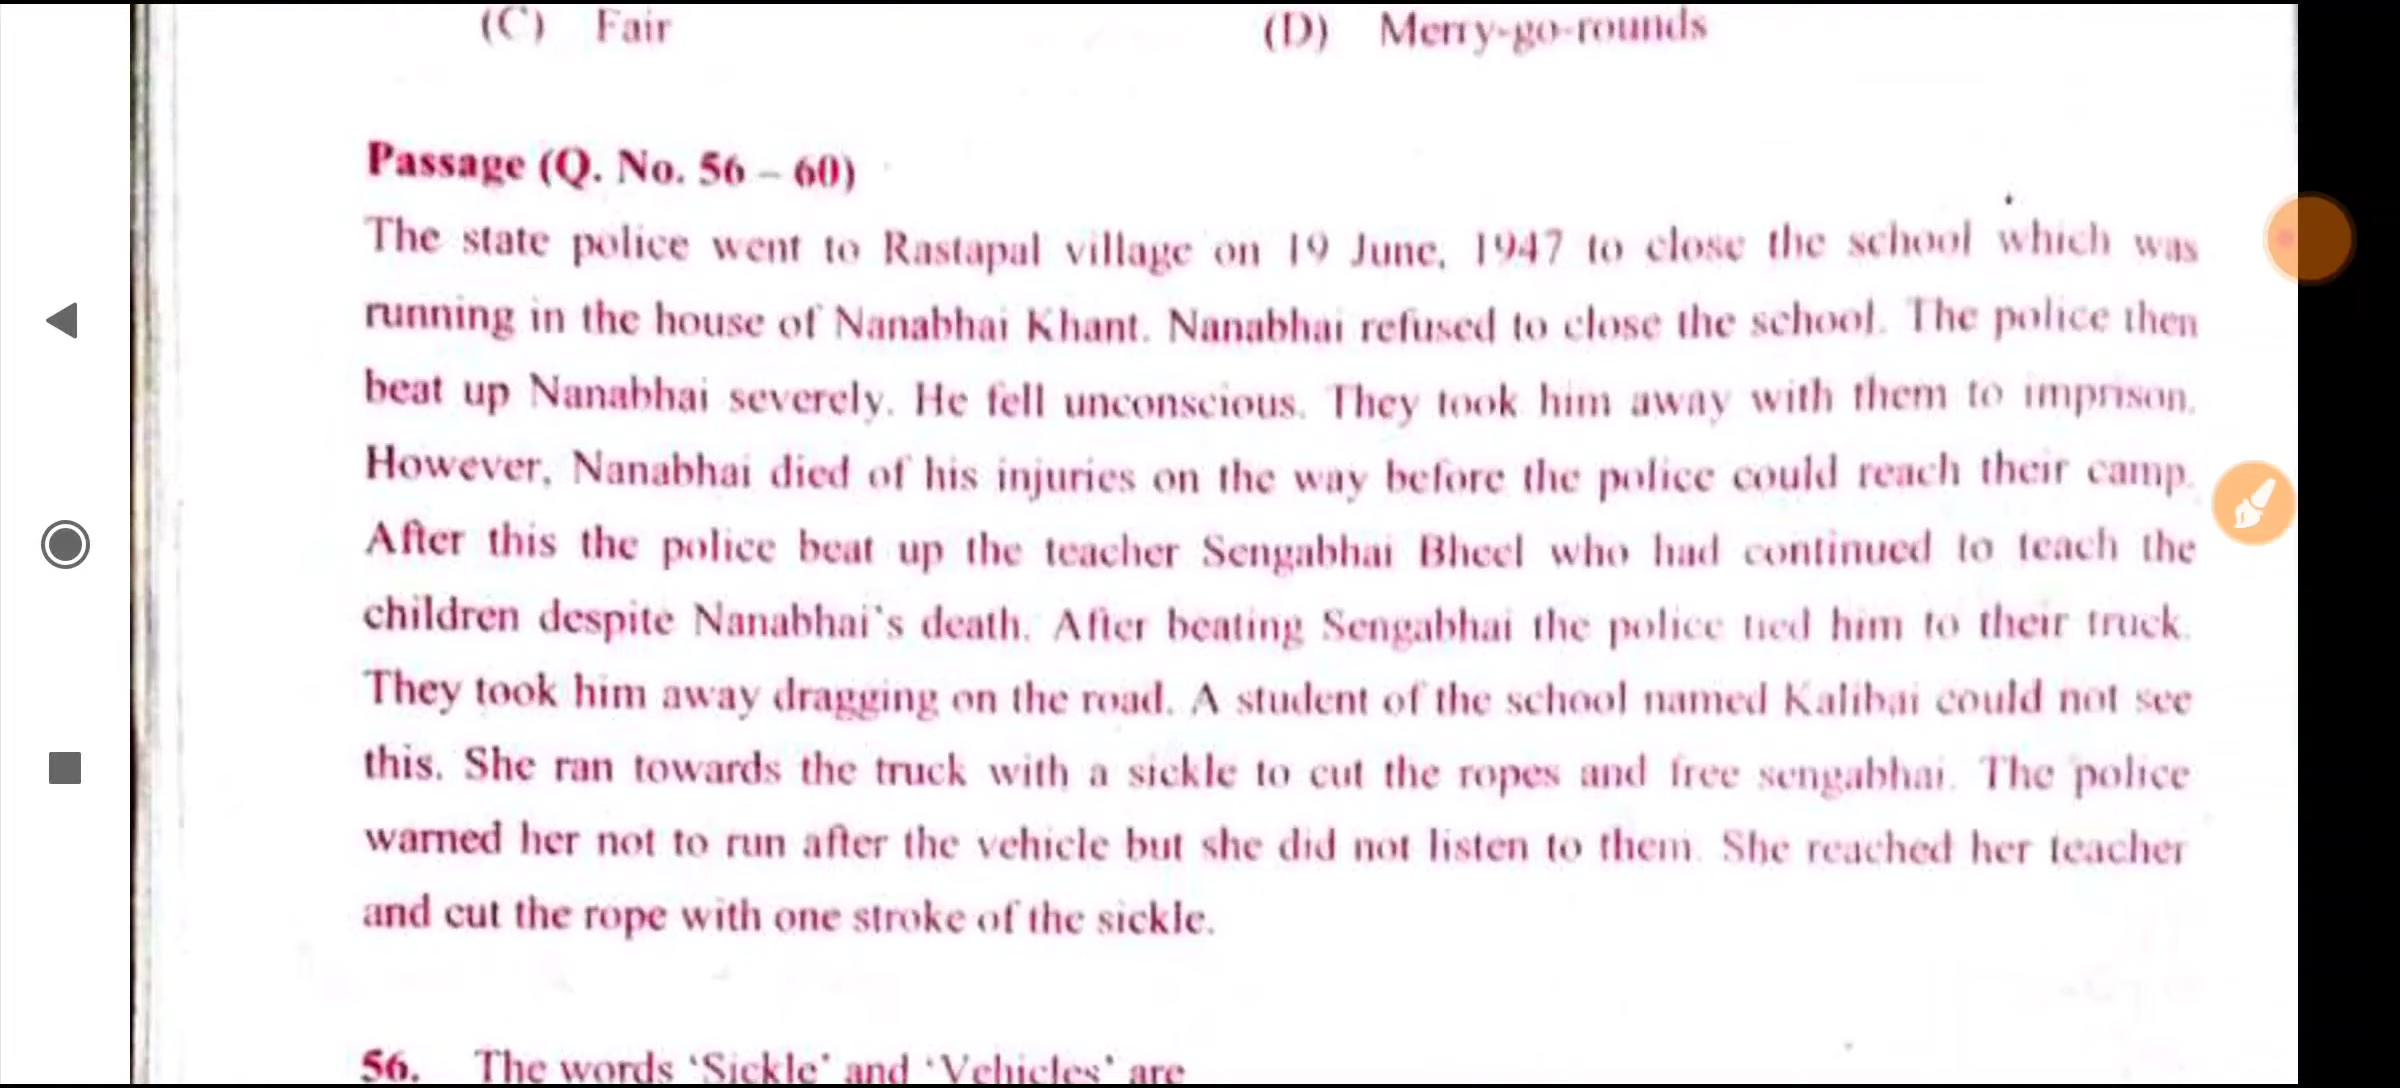 (C) Fair (D) Merry-go-rounds
Passage (Q. No. 56 – 60)
The state police went to Rastapal village on 19 June, 1947 to close the school which was
running in the house of Nanabhai Khant. Nanabhai refused to close the school. The police then
beat up Nanabhai severely. He fell unconscious. They took him away with them to imprison.
However, Nanabhai died of his injuries on the way before the police could reach their camp.
After this the police beat up the teacher Sengabhai Bheel who had continued to teach the
children despite Nanabhai's death. After beating Sengabhai the police tied him to their truck.
They took him away dragging on the road. A student of the school named Kalibai could not see
this. She ran towards the truck with a sickle to cut the ropes and free sengabhai. The police
warned her not to run after the vehicle but she did not listen to them. She reached her teacher
and cut the rope with one stroke of the sickle.
56. The words 'Sickle' and 'Vehicles' are